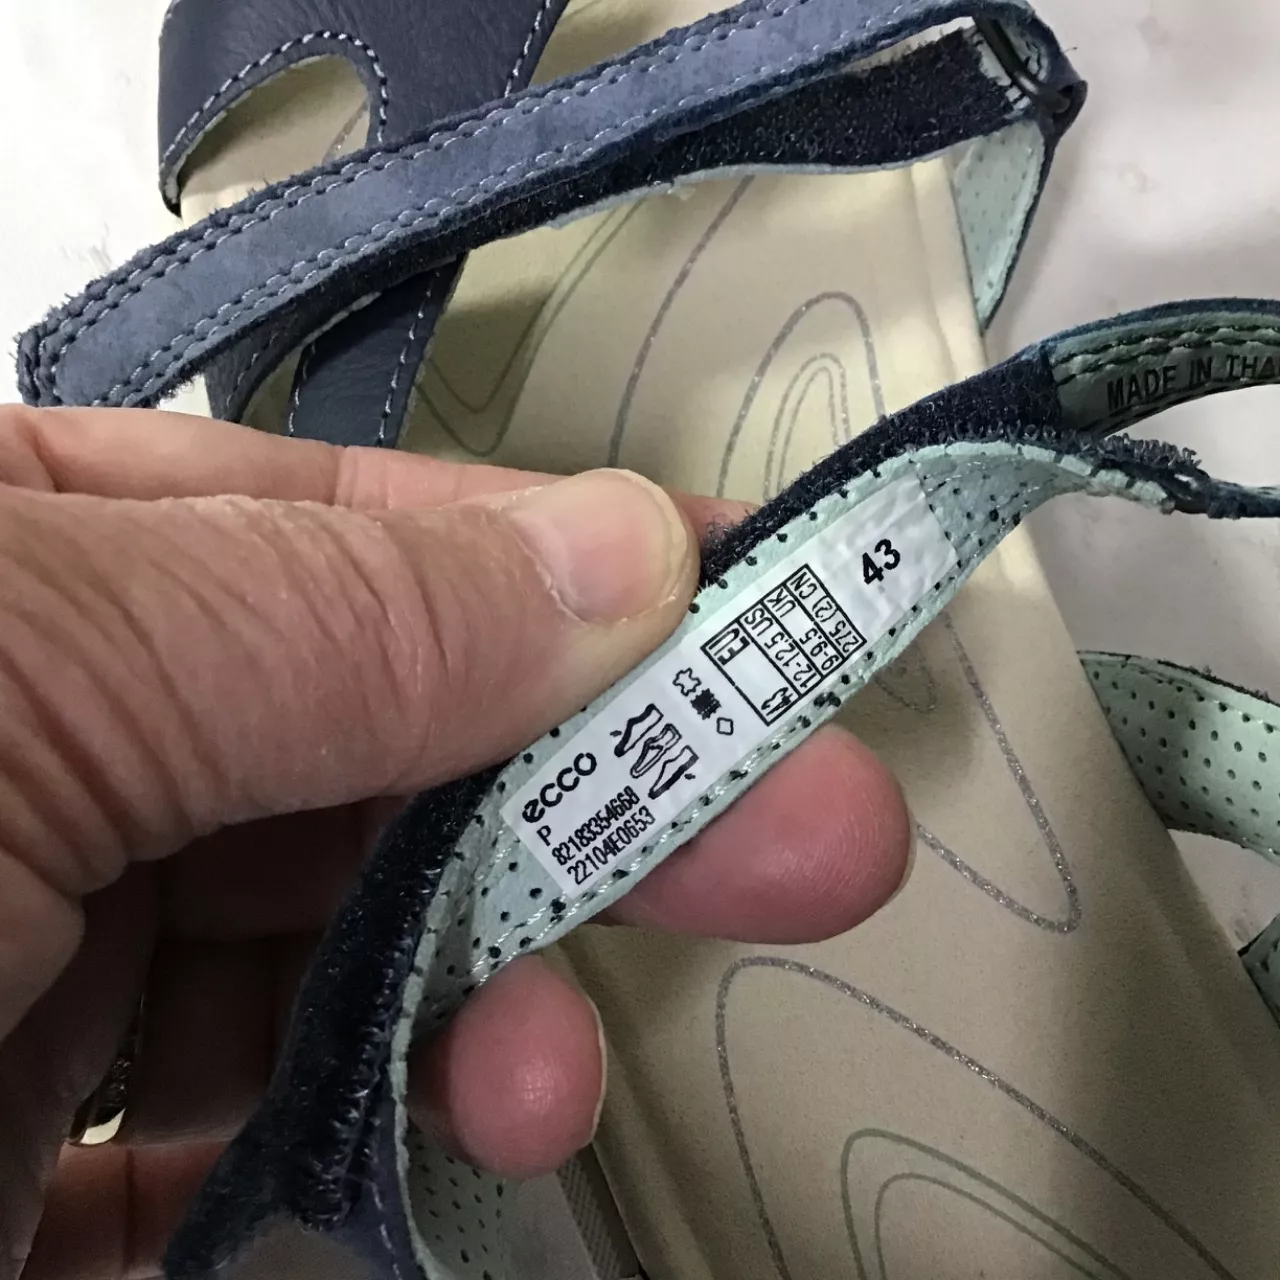 MADE IN THA
43
EU
43
12-12,5 US
9-9.5 UK
275 (2) CN
ecco
P
82183354668
22104E0653